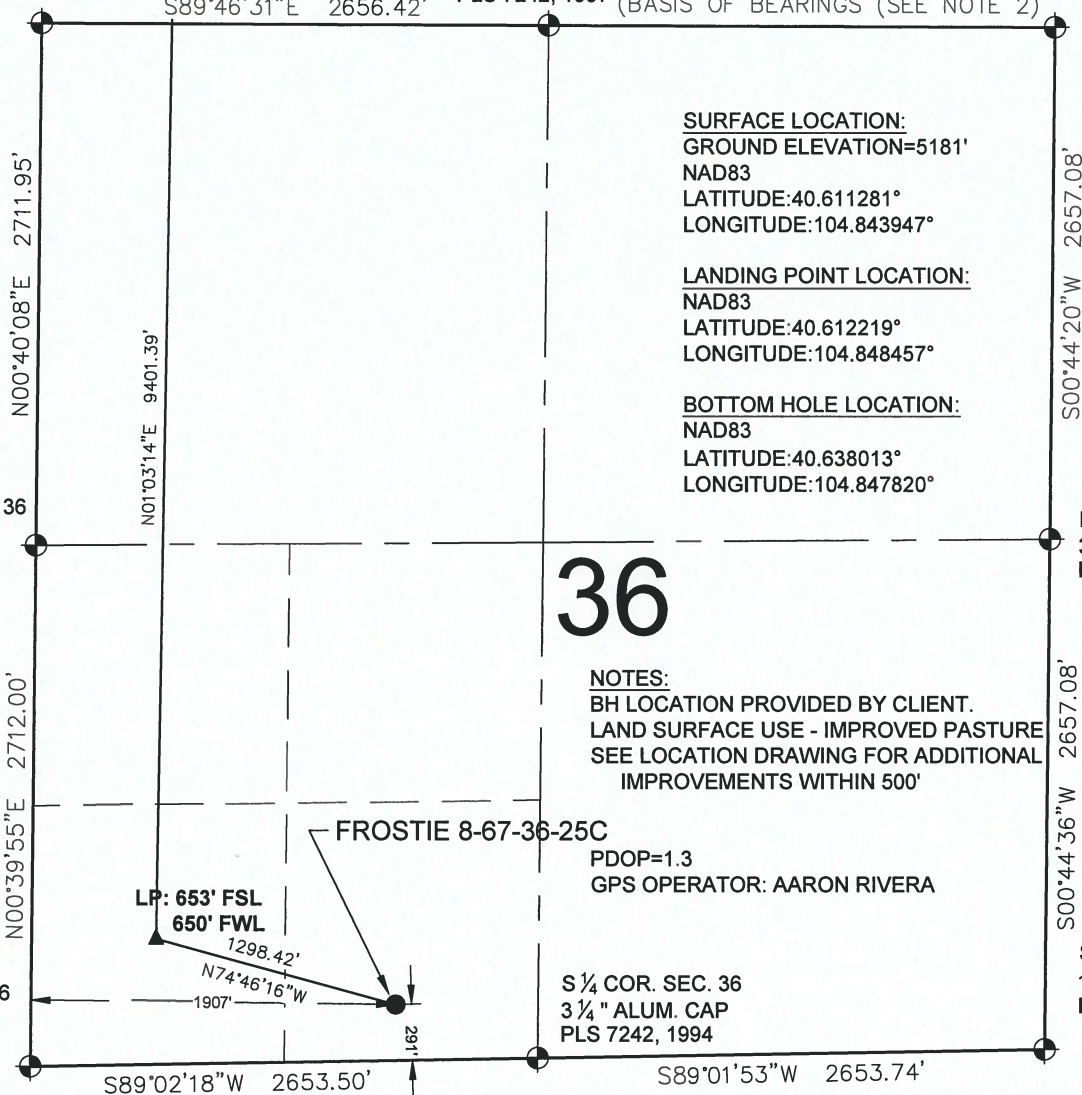 S89°46'31"E 2656.42'
(BASIS OF BEARINGS (SEE NOTE 2)
N00°40'08"E 2711.95'
N01°03'14"E 9401.39'
SURFACE LOCATION:
GROUND ELEVATION=5181'
NAD83
LATITUDE:40.611281°
LONGITUDE:104.843947°
LANDING POINT LOCATION:
NAD83
LATITUDE:40.612219°
LONGITUDE:104.848457°
BOTTOM HOLE LOCATION:
NAD83
LATITUDE:40.638013°
LONGITUDE:104.847820°
S00°44'20"W 2657.08'
36
36
NOTES:
BH LOCATION PROVIDED BY CLIENT.
LAND SURFACE USE - IMPROVED PASTURE
SEE LOCATION DRAWING FOR ADDITIONAL
IMPROVEMENTS WITHIN 500'
PDOP=1.3
GPS OPERATOR: AARON RIVERA
N00°39'55"E 2712.00'
S00°44'36"W 2657.08'
FROSTIE 8-67-36-25C
LP: 653' FSL
650' FWL
1298.42'
N74°46'16"W
1907'
291'
S 1/4 COR. SEC. 36
3 1/4" ALUM. CAP
PLS 7242, 1994
S89°02'18"W 2653.50'
S89°01'53"W 2653.74'